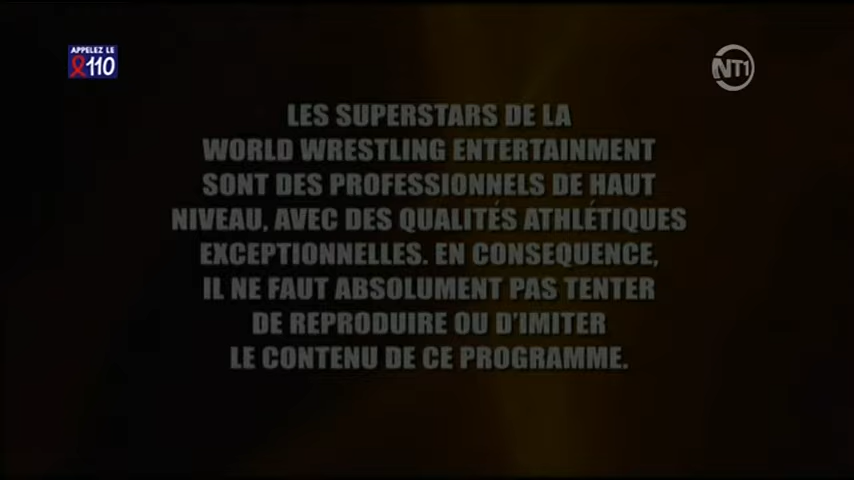 APPELEZ LE
110
NT1
LES SUPERSTARS DE LA
WORLD WRESTLING ENTERTAINMENT
SONT DES PROFESSIONNELS DE HAUT
NIVEAU, AVEC DES QUALITÉS ATHLÉTIQUES
EXCEPTIONNELLES. EN CONSEQUENCE,
IL NE FAUT ABSOLUMENT PAS TENTER
DE REPRODUIRE OU D'IMITER
LE CONTENU DE CE PROGRAMME.